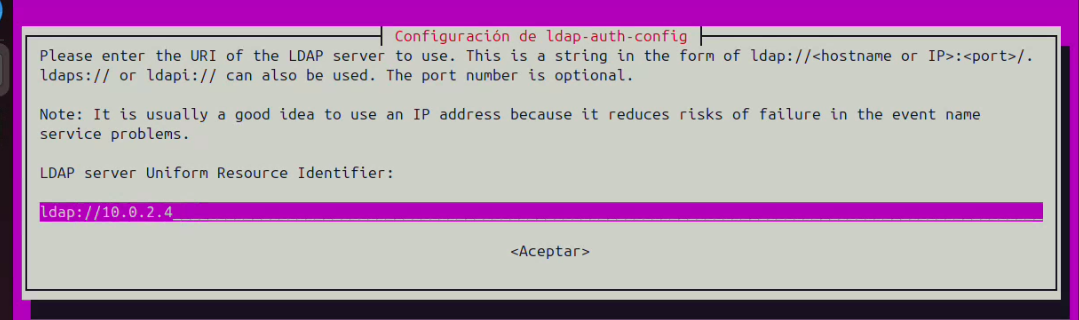 Configuración de ldap-auth-config
Please enter the URI of the LDAP server to use. This is a string in the form of ldap://<hostname or IP>:<port>/.
ldaps:// or ldapi:// can also be used. The port number is optional.
Note: It is usually a good idea to use an IP address because it reduces risks of failure in the event name
service problems.
LDAP server Uniform Resource Identifier:
ldap://10.0.2.4
<Aceptar>